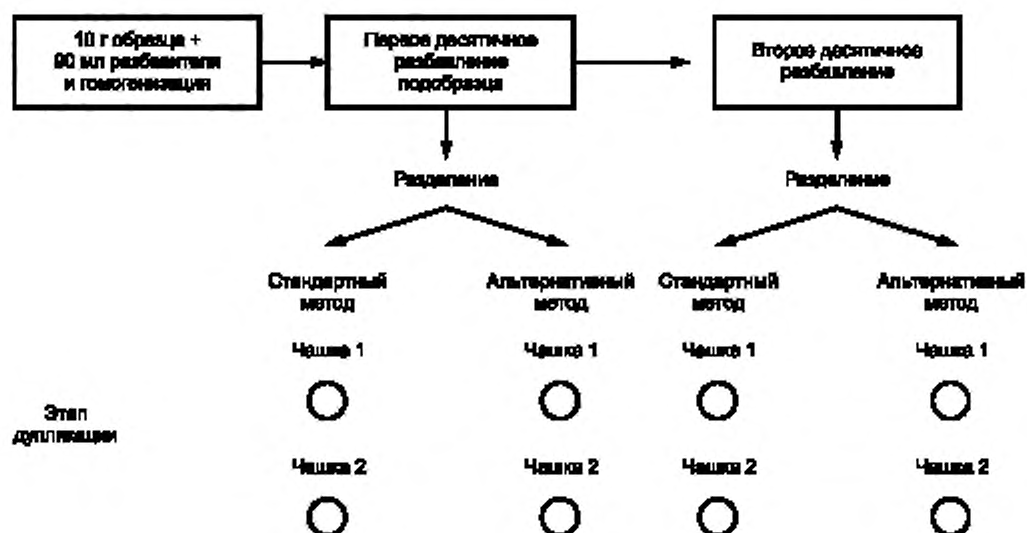 10 г образца +
90 мл разбавителя
и гомогенизация
Первое десятичное
разбавление
подобразца
Второе десятичное
разбавление
Разделение
Разделение
Стандартный
метод
Альтернативный
метод
Стандартный
метод
Альтернативный
метод
Чашка 1
Чашка 1
Чашка 1
Чашка 1
Этап
дупликации
Чашка 2
Чашка 2
Чашка 2
Чашка 2